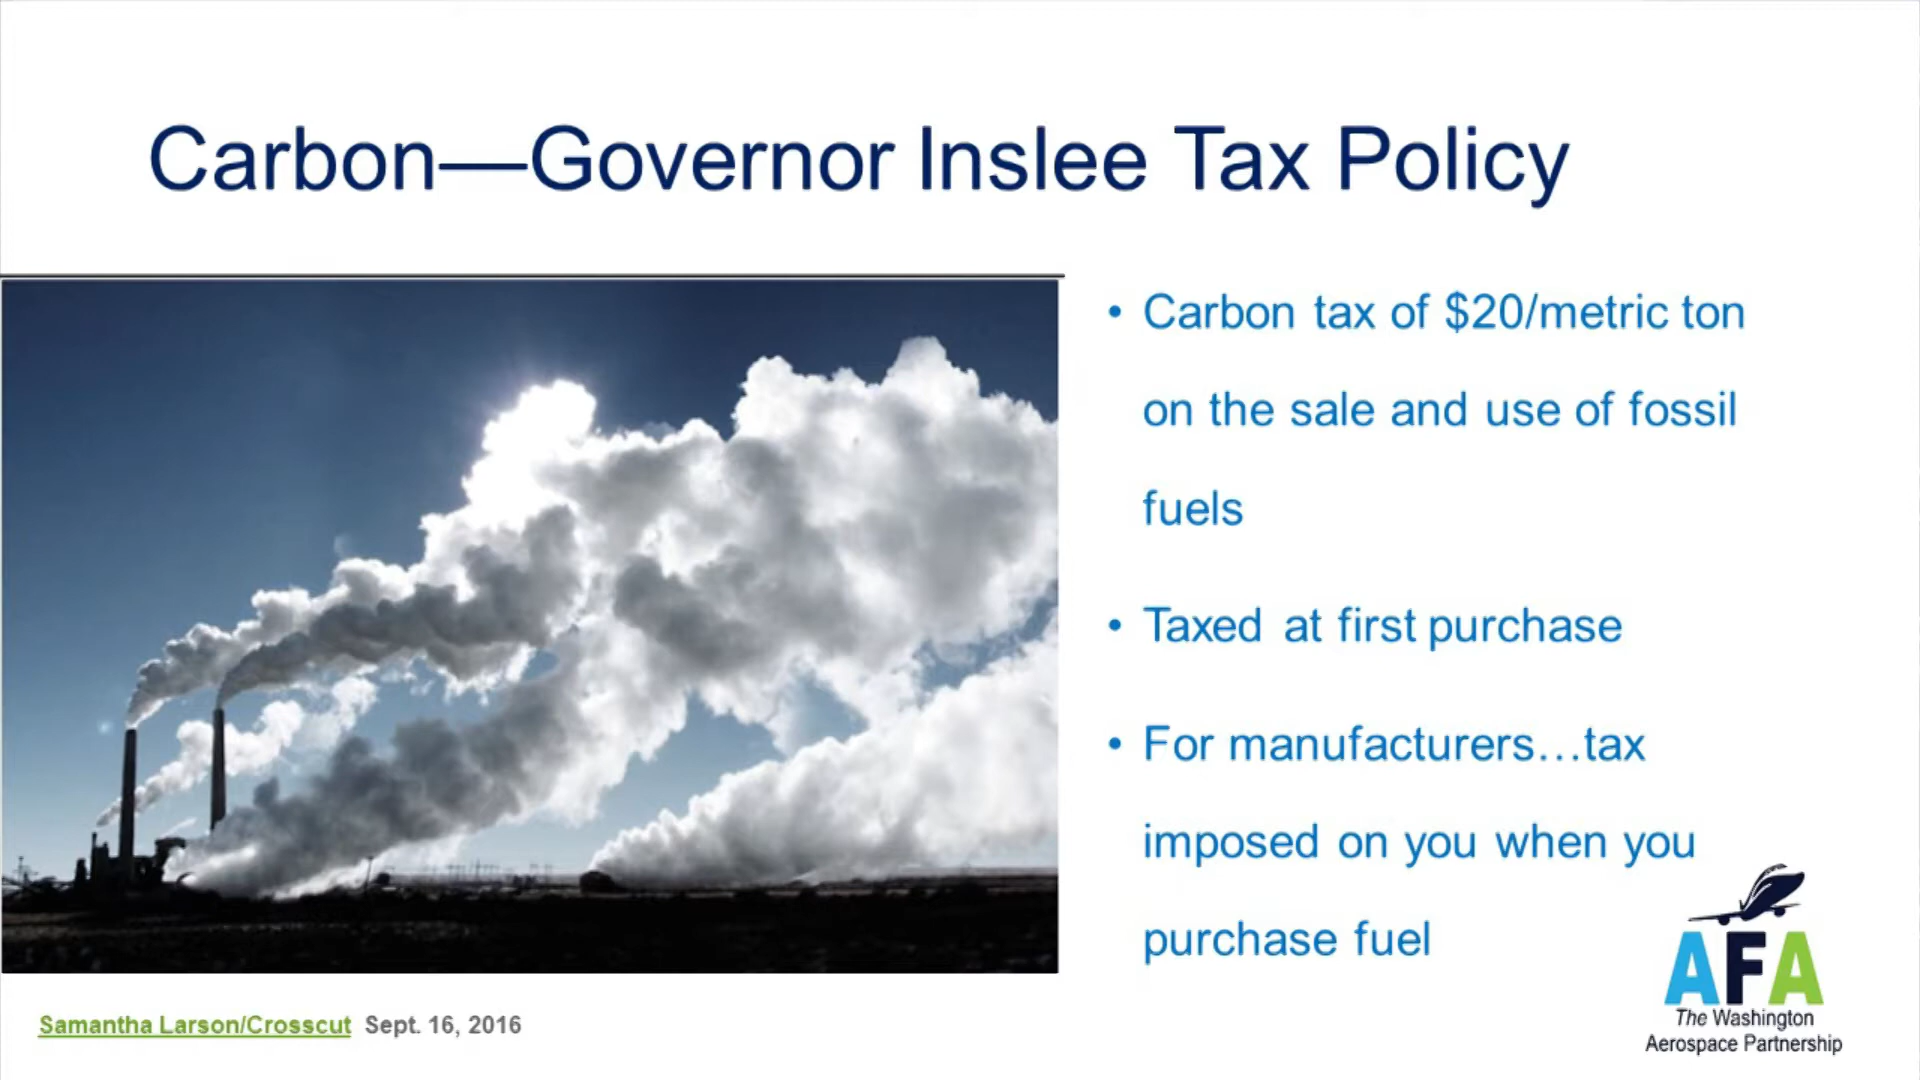 Carbon—Governor Inslee Tax Policy
• Carbon tax of $20/metric ton
on the sale and use of fossil
fuels
• Taxed at first purchase
• For manufacturers…tax
imposed on you when you
purchase fuel
Samantha Larson/Crosscut Sept. 16, 2016
AFA
The Washington
Aerospace Partnership